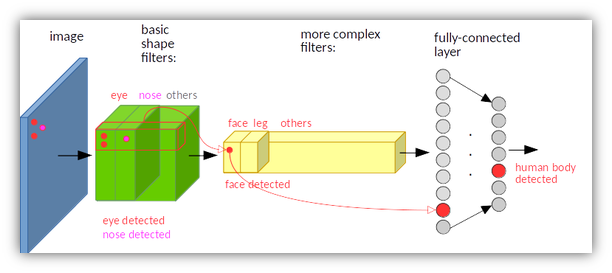 image
basic
shape
filters:
more complex
filters:
fully-connected
layer
eye nose others
face leg others
face detected
human body
detected
eye detected
nose detected